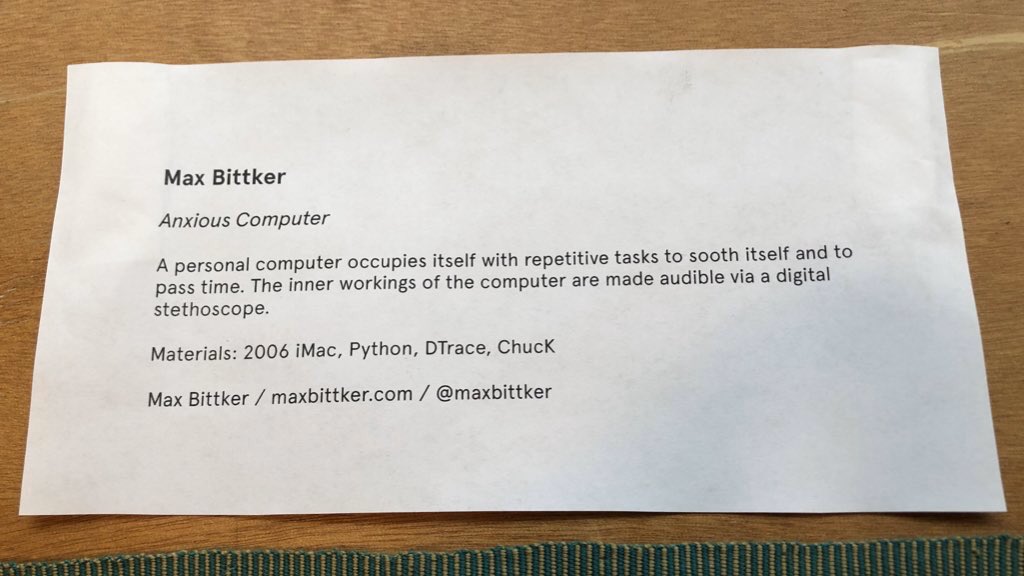 Max Bittker
Anxious Computer
A personal computer occupies itself with repetitive tasks to sooth itself and to
pass time. The inner workings of the computer are made audible via a digital
stethoscope.
Materials: 2006 iMac, Python, DTrace, ChucK
Max Bittker / maxbittker.com / @maxbittker